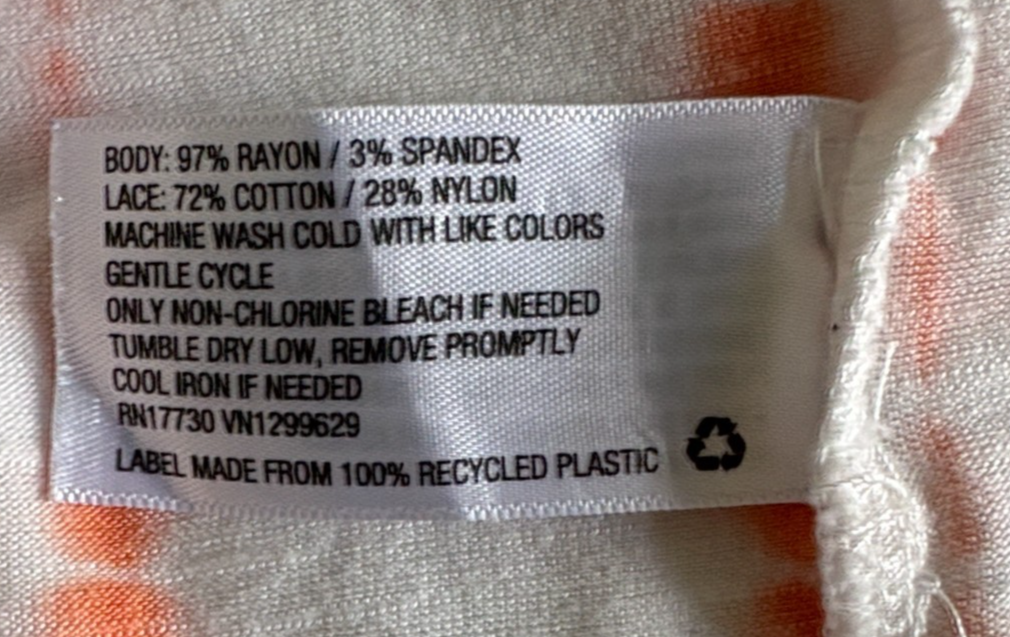 BODY: 97% RAYON / 3% SPANDEX
LACE: 72% COTTON / 28% NYLON
MACHINE WASH COLD WITH LIKE COLORS
GENTLE CYCLE
ONLY NON-CHLORINE BLEACH IF NEEDED
TUMBLE DRY LOW, REMOVE PROMPTLY
COOL IRON IF NEEDED
RN17730 VN1299629
LABEL MADE FROM 100% RECYCLED PLASTIC